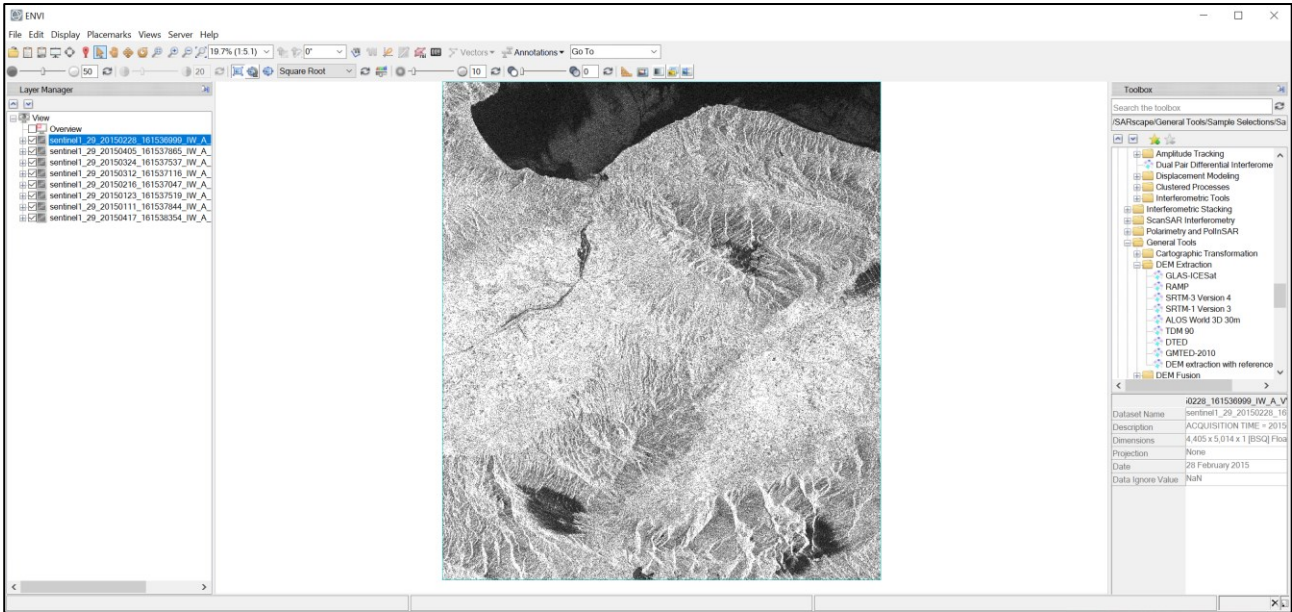 ENVI
File Edit Display Placemarks Views Server Help
19.7% (1:5.1) 0° Vectors Annotations Go To
50 20 Square Root 10 0
Layer Manager
View
Overview
sentinel1_29_20150228_161536999_IW_A_
sentinel1_29_20150405_161537865_IW_A_
sentinel1_29_20150324_161537537_IW_A_
sentinel1_29_20150312_161537116_IW_A_
sentinel1_29_20150216_161537047_IW_A_
sentinel1_29_20150123_161537519_IW_A_
sentinel1_29_20150111_161537844_IW_A_
sentinel1_29_20150417_161538354_IW_A_
Toolbox
Search the toolbox
/SARscape/General Tools/Sample Selections/Sa
Amplitude Tracking
Dual Pair Differential Interferome
Displacement Modeling
Clustered Processes
Interferometric Tools
Interferometric Stacking
ScanSAR Interferometry
Polarimetry and PolInSAR
General Tools
Cartographic Transformation
DEM Extraction
GLAS-ICESat
RAMP
SRTM-3 Version 4
SRTM-1 Version 3
ALOS World 3D 30m
TDM 90
DTED
GMTED-2010
DEM extraction with reference
DEM Fusion
i0228_161536999_IW_A_V
Dataset Name sentinel1_29_20150228_16
Description ACQUISITION TIME = 2015
Dimensions 4,405 x 5,014 x 1 [BSQ] Floa
Projection None
Date 28 February 2015
Data Ignore Value NaN